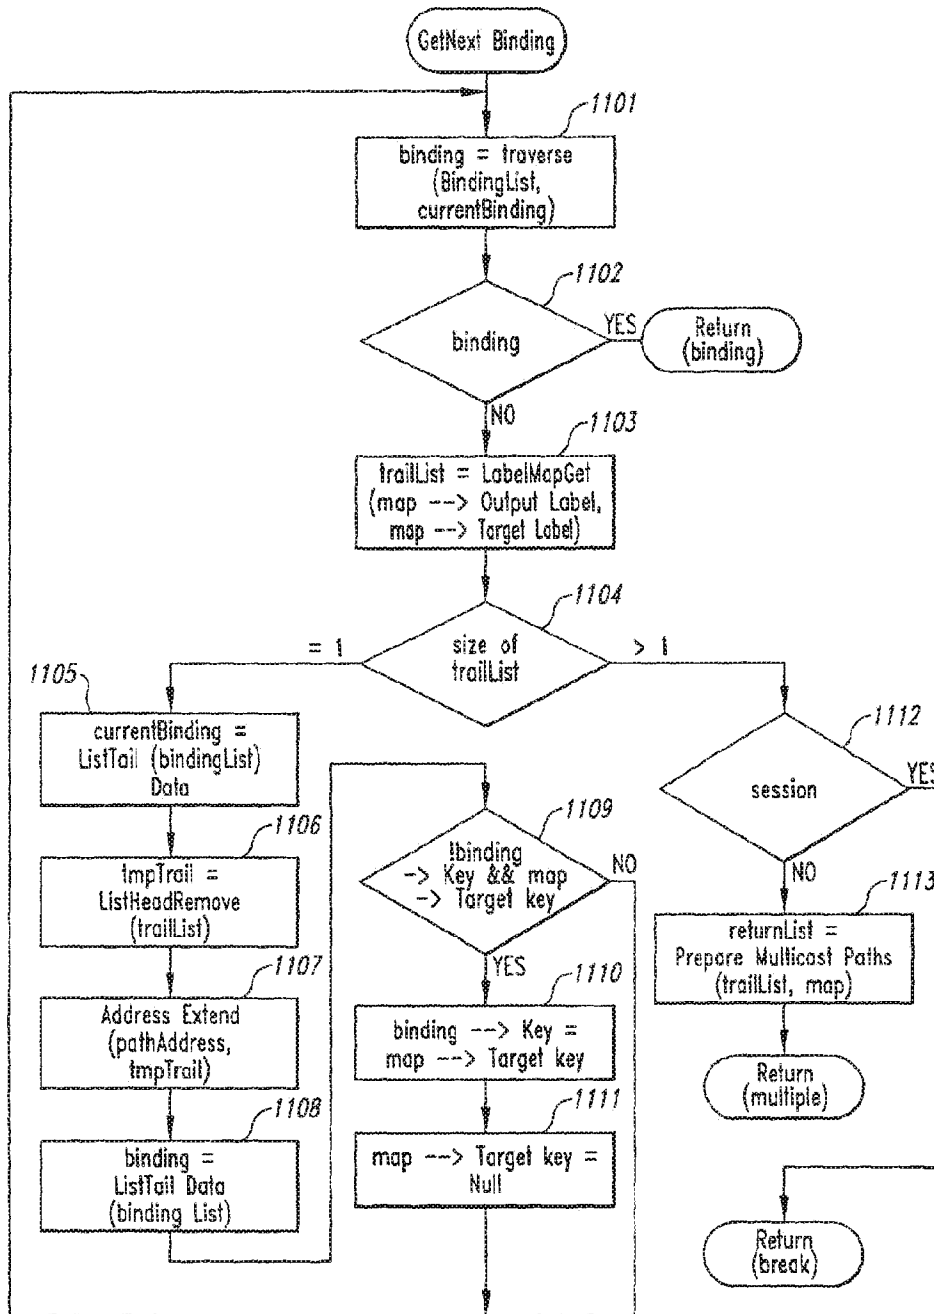 GetNext Binding
1101
binding = traverse
(BindingList,
currentBinding)
1102
binding
YES
Return
(binding)
NO
1103
trailList = LabelMapGet
(map --> Output Label,
map --> Target Label)
1104
= 1
size of
trailList
> 1
1105
currentBinding =
ListTail (bindingList)
Data
1106
tmpTrail =
ListHeadRemove
(trailList)
1107
Address Extend
(pathAddress,
tmpTrail)
1108
binding =
ListTail Data
(binding List)
1109
!binding
-> Key && map
-> Target key
NO
YES
1110
binding --> Key =
map --> Target key
1111
map --> Target key =
Null
1112
session
YES
NO
1113
returnList =
Prepare Multicast Paths
(trailList, map)
Return
(multiple)
Return
(break)